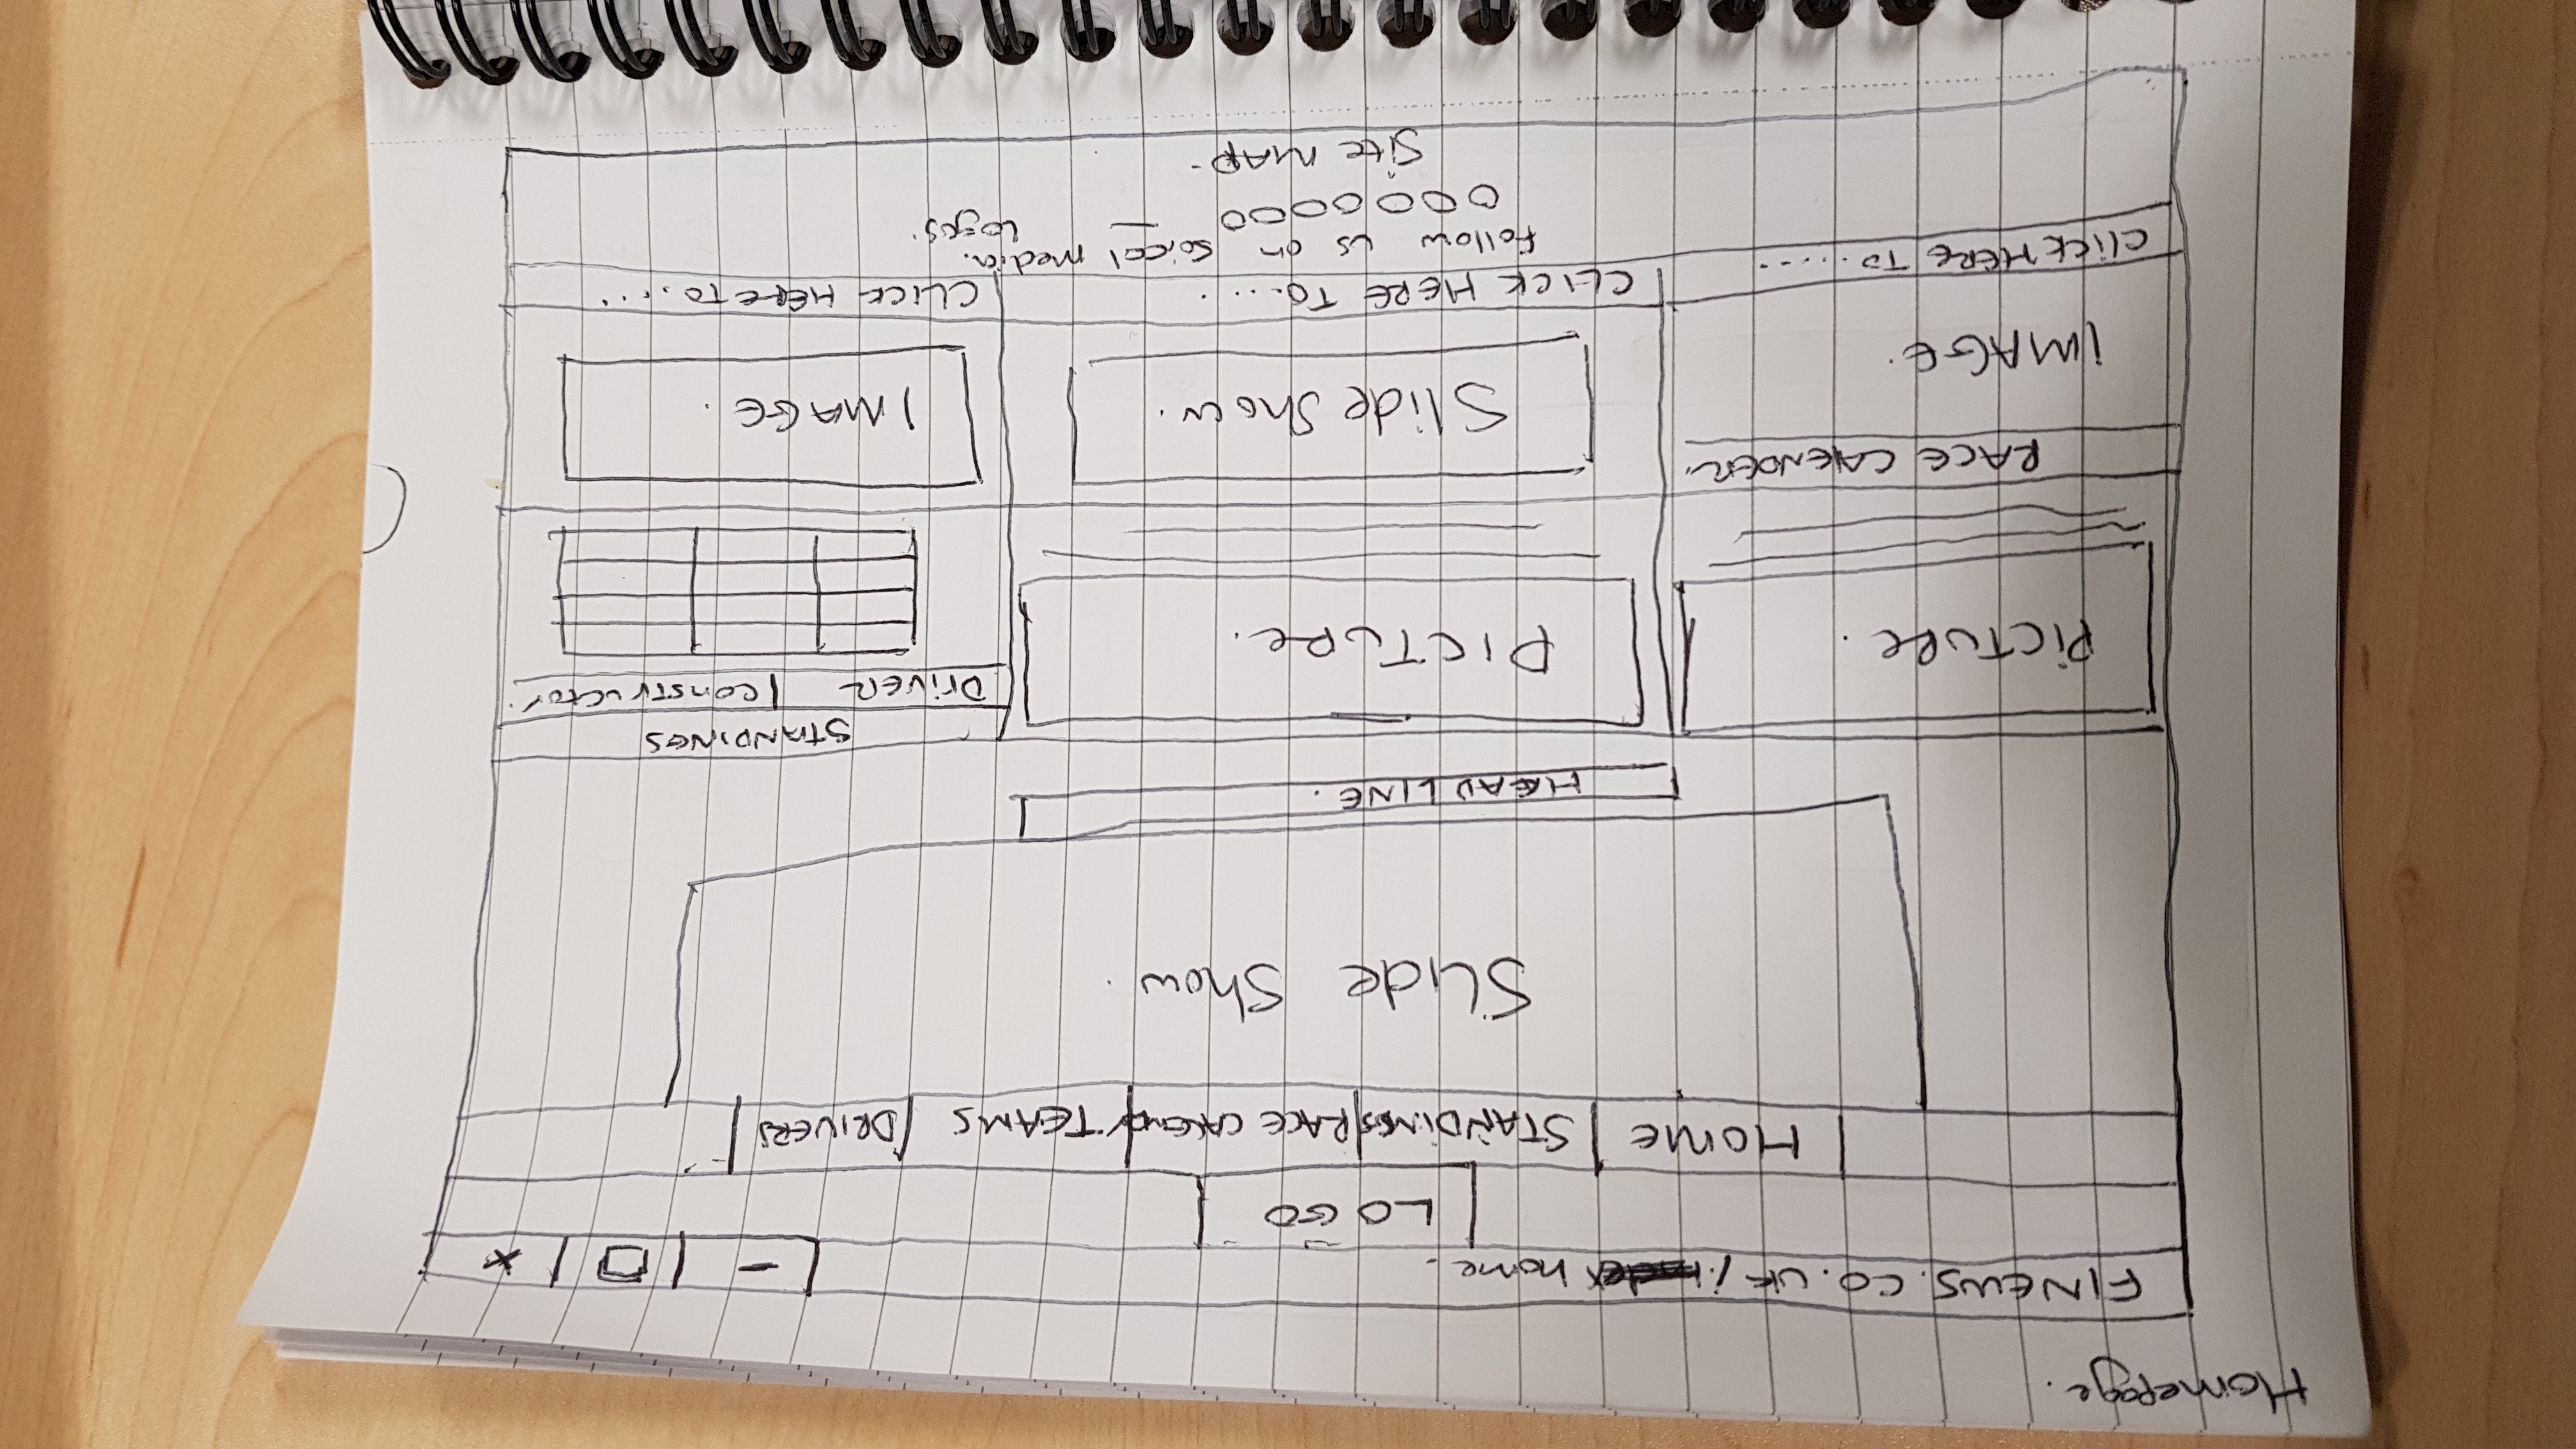 Homepage.
F1NEWS.CO.UK/index home.
LOGO
HOME STANDINGS RACE CALENDR TEAMS DRIVERS
Slide Show.
HEADLINE.
STANDINGS
DRIVER constructor.
PICTURE. PICTURE.
RACE CALENDER.
IMAGE. Slide Show. IMAGE.
CLICK HERE TO...... CLICK HERE TO.... CLICK HERE TO.....
follow us on soical media.
logos.
Site MAP.